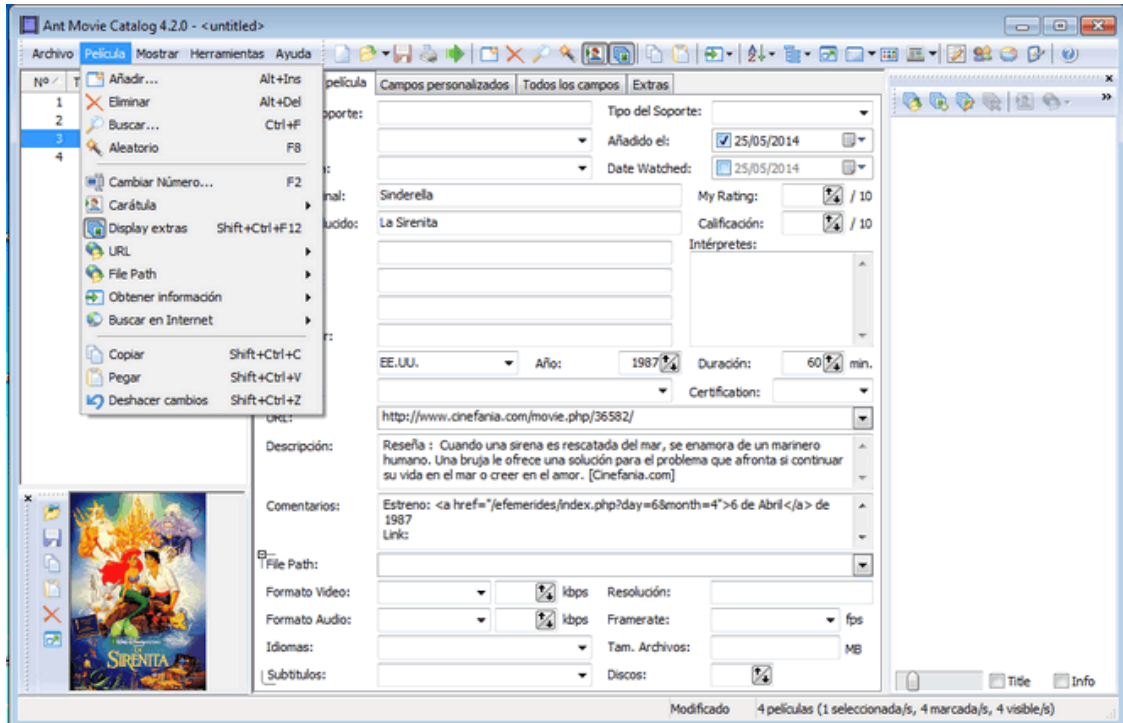 Ant Movie Catalog 4.2.0 - <untitled>
Archivo Película Mostrar Herramientas Ayuda
Nº T
1
2
3
4
Añadir... Alt+Ins
Eliminar Alt+Del
Buscar... Ctrl+F
Aleatorio F8
Cambiar Número... F2
Carátula
Display extras Shift+Ctrl+F12
URL
File Path
Obtener información
Buscar en Internet
Copiar Shift+Ctrl+C
Pegar Shift+Ctrl+V
Deshacer cambios Shift+Ctrl+Z
película Campos personalizados Todos los campos Extras
oporte: Tipo del Soporte:
Añadido el: 25/05/2014
Date Watched: 25/05/2014
nal: Sinderella My Rating: / 10
ucido: La Sirenita Calificación: / 10
Intérpretes:
r:
EE.UU. Año: 1987 Duración: 60 min.
Certification:
URL: http://www.cinefania.com/movie.php/36582/
Descripción: Reseña : Cuando una sirena es rescatada del mar, se enamora de un marinero
humano. Una bruja le ofrece una solución para el problema que afronta si continuar
su vida en el mar o creer en el amor. [Cinefania.com]
Comentarios: Estreno: <a href="/efemerides/index.php?day=6&month=4">6 de Abril</a> de
1987
Link:
File Path:
Formato Video: kbps Resolución:
Formato Audio: kbps Framerate: fps
Idiomas: Tam. Archivos: MB
Subtitulos: Discos:
LA SIRENITA
Title Info
Modificado 4 películas (1 seleccionada/s, 4 marcada/s, 4 visible/s)